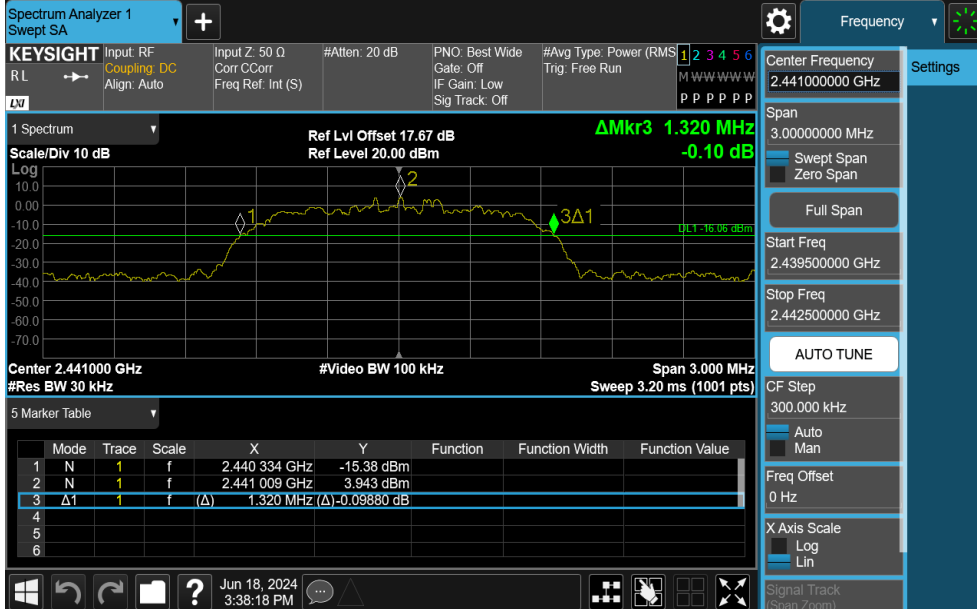 Spectrum Analyzer 1
Swept SA
+
Frequency
KEYSIGHT
RL
LXI
Input: RF
Coupling: DC
Align: Auto
Input Z: 50 Ω
Corr CCorr
Freq Ref: Int (S)
#Atten: 20 dB
PNO: Best Wide
Gate: Off
IF Gain: Low
Sig Track: Off
#Avg Type: Power (RMS
Trig: Free Run
1 2 3 4 5 6
M W W W W W
P P P P P P
Center Frequency
2.441000000 GHz
Settings
Span
3.00000000 MHz
Swept Span
Zero Span
Full Span
Start Freq
2.439500000 GHz
Stop Freq
2.442500000 GHz
AUTO TUNE
CF Step
300.000 kHz
Auto
Man
Freq Offset
0 Hz
X Axis Scale
Log
Lin
Signal Track
(Span Zoom)
1 Spectrum
Scale/Div 10 dB
Ref Lvl Offset 17.67 dB
Ref Level 20.00 dBm
ΔMkr3 1.320 MHz
-0.10 dB
Log
10.0
0.00
-10.0
-20.0
-30.0
-40.0
-50.0
-60.0
-70.0
1
2
3Δ1
DL1 -16.06 dBm
Center 2.441000 GHz
#Res BW 30 kHz
#Video BW 100 kHz
Span 3.000 MHz
Sweep 3.20 ms (1001 pts)
5 Marker Table
Mode Trace Scale X Y Function Function Width Function Value
1 N 1 f 2.440 334 GHz -15.38 dBm
2 N 1 f 2.441 009 GHz 3.943 dBm
3 Δ1 1 f (Δ) 1.320 MHz (Δ)-0.09880 dB
4
5
6
?
Jun 18, 2024
3:38:18 PM